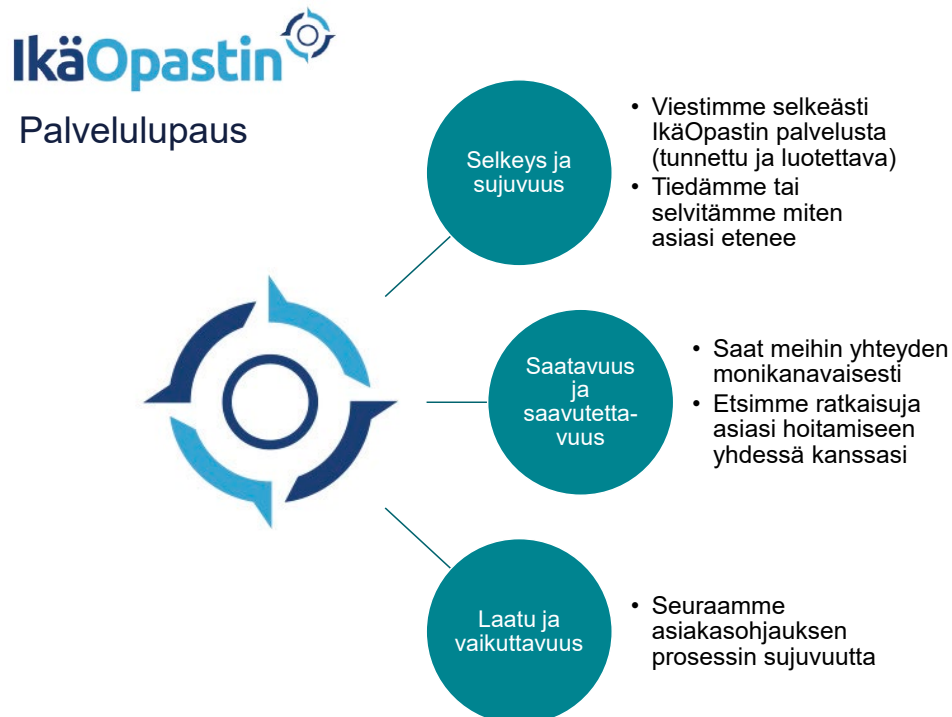 IkäOpastin
Palvelulupaus
Selkeys ja
sujuvuus
• Viestimme selkeästi
IkäOpastin palvelusta
(tunnettu ja luotettava)
• Tiedämme tai
selvitämme miten
asiasi etenee
Saatavuus
ja
saavutetta-
vuus
• Saat meihin yhteyden
monikanavaisesti
• Etsimme ratkaisuja
asiasi hoitamiseen
yhdessä kanssasi
Laatu ja
vaikuttavuus
• Seuraamme
asiakasohjauksen
prosessin sujuvuutta